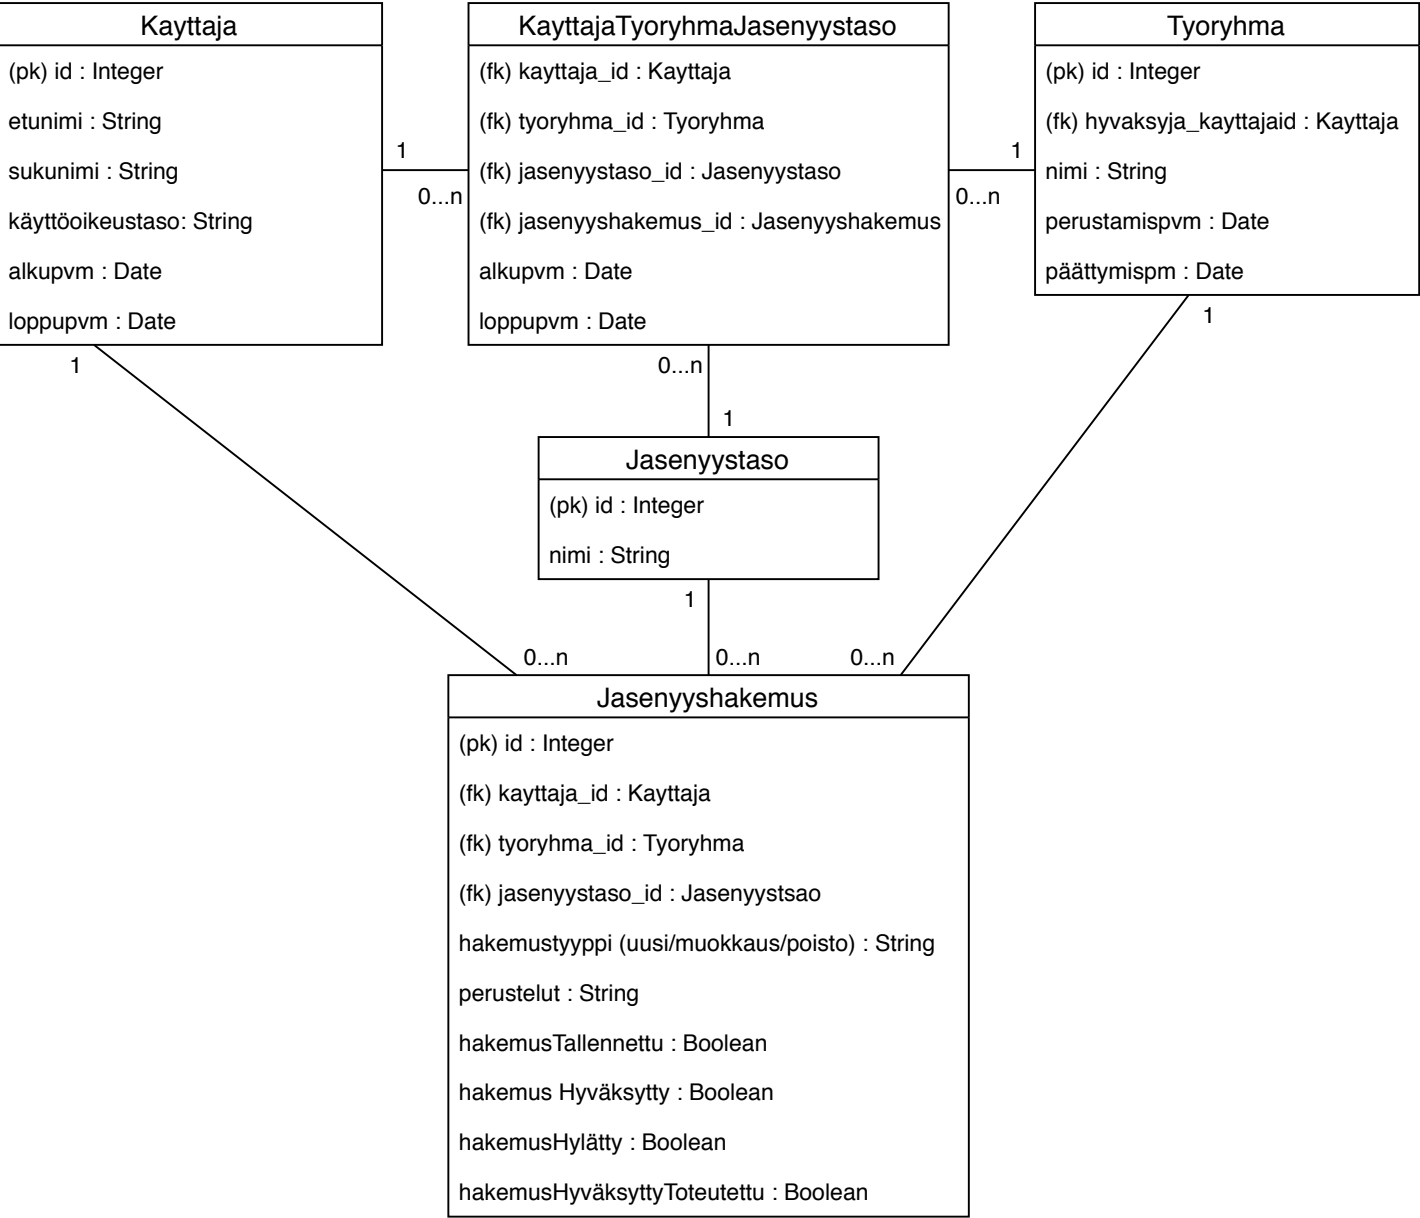 Kayttaja
(pk) id : Integer
etunimi : String
sukunimi : String
käyttöoikeustaso: String
alkupvm : Date
loppupvm : Date
1
0...n
KayttajaTyoryhmaJasenyystaso
(fk) kayttaja_id : Kayttaja
(fk) tyoryhma_id : Tyoryhma
(fk) jasenyystaso_id : Jasenyystaso
(fk) jasenyyshakemus_id : Jasenyyshakemus
alkupvm : Date
loppupvm : Date
1
0...n
Tyoryhma
(pk) id : Integer
(fk) hyvaksyja_kayttajaid : Kayttaja
nimi : String
perustamispvm : Date
päättymispm : Date
1
1
0...n
1
Jasenyystaso
(pk) id : Integer
nimi : String
1
0...n
0...n
0...n
Jasenyyshakemus
(pk) id : Integer
(fk) kayttaja_id : Kayttaja
(fk) tyoryhma_id : Tyoryhma
(fk) jasenyystaso_id : Jasenyystsao
hakemustyyppi (uusi/muokkaus/poisto) : String
perustelut : String
hakemusTallennettu : Boolean
hakemus Hyväksytty : Boolean
hakemusHylätty : Boolean
hakemusHyväksyttyToteutettu : Boolean